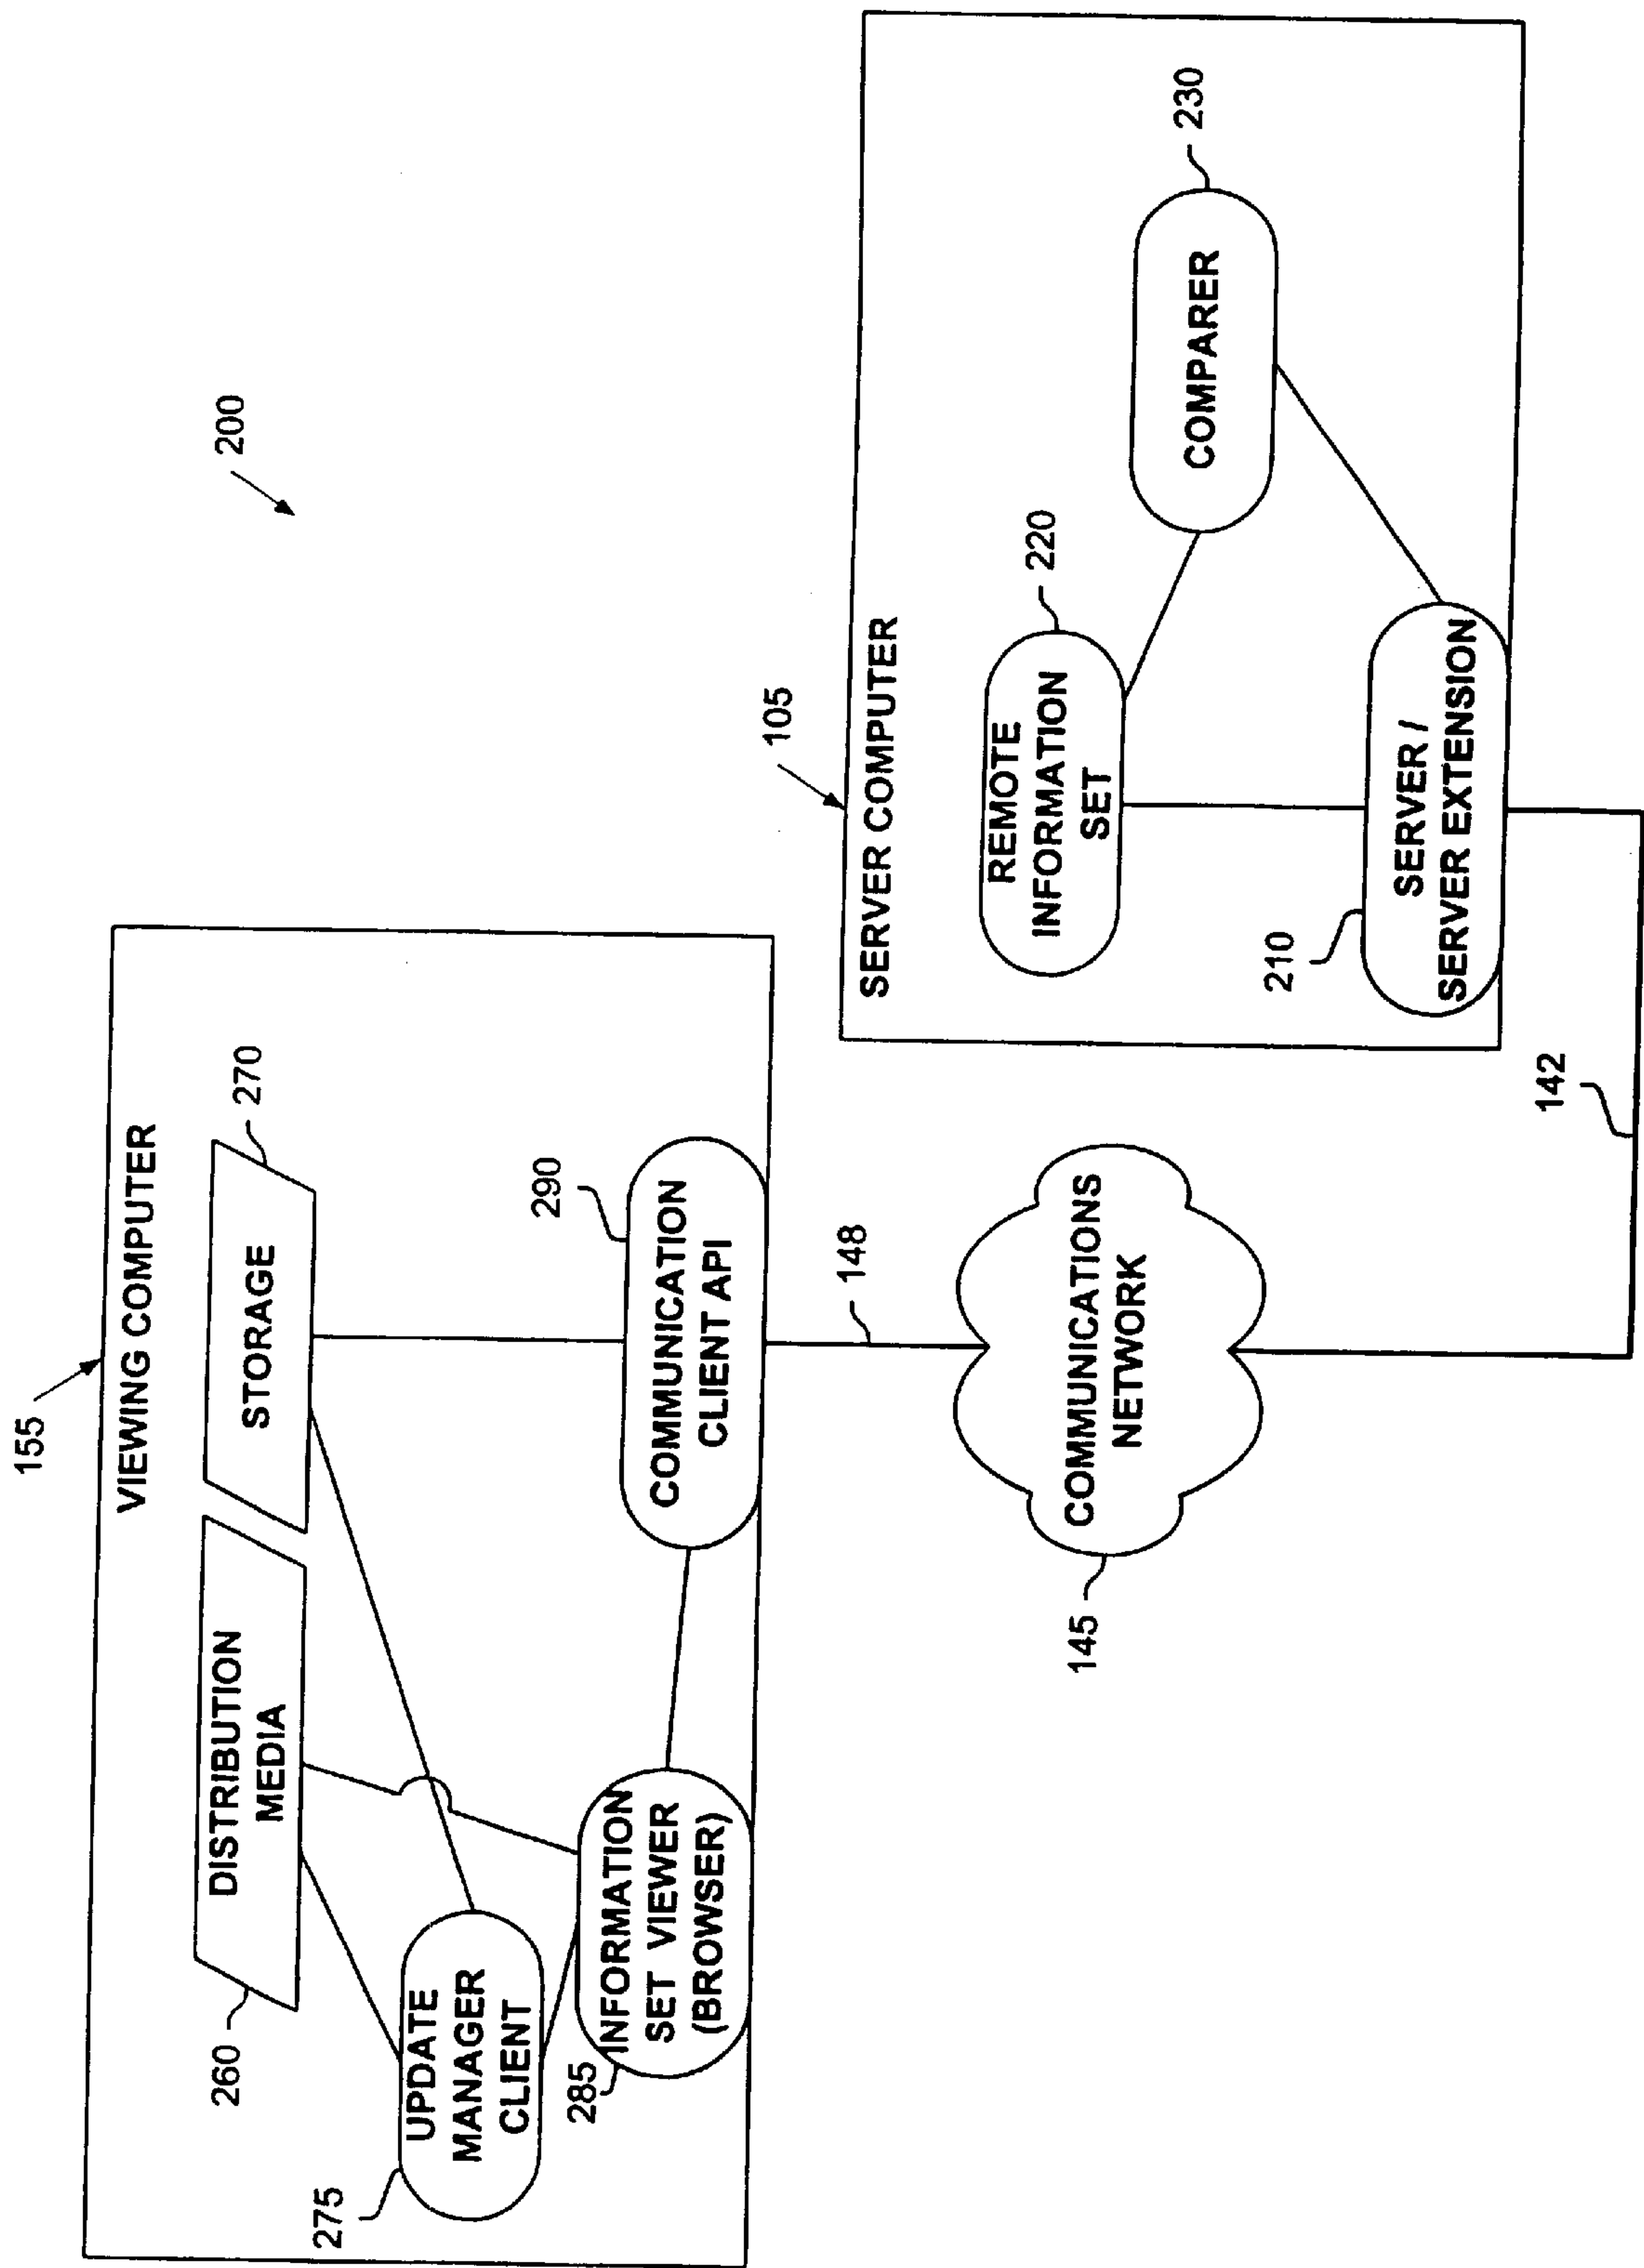 200
155
VIEWING COMPUTER
DISTRIBUTION
MEDIA
260
STORAGE
270
UPDATE
MANAGER
CLIENT
275
285
INFORMATION
SET VIEWER
(BROWSER)
290
COMMUNICATION
CLIENT API
148
COMMUNICATIONS
NETWORK
145
142
105
SERVER COMPUTER
REMOTE
INFORMATION
SET
220
COMPARER
230
210
SERVER /
SERVER EXTENSION